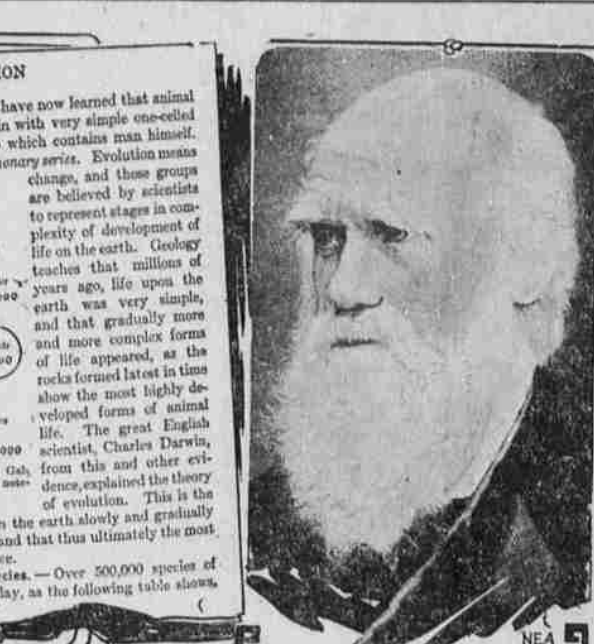 ION
have now learned that animal
in with very simple one-celled
which contains man himself.
onary series. Evolution means
change, and those groups
are believed by scientists
to represent stages in com-
plexity of development of
life on the earth. Geology
teaches that millions of
years ago, life upon the
earth was very simple,
and that gradually more
and more complex forms
of life appeared, as the
rocks formed latest in time
show the most highly de-
veloped forms of animal
life. The great English
scientist, Charles Darwin,
from this and other evi-
dence, explained the theory
of evolution. This is the
n the earth slowly and gradually
and that thus ultimately the most
ce.
cies. — Over 500,000 species of
day, as the following table shows,
NEA